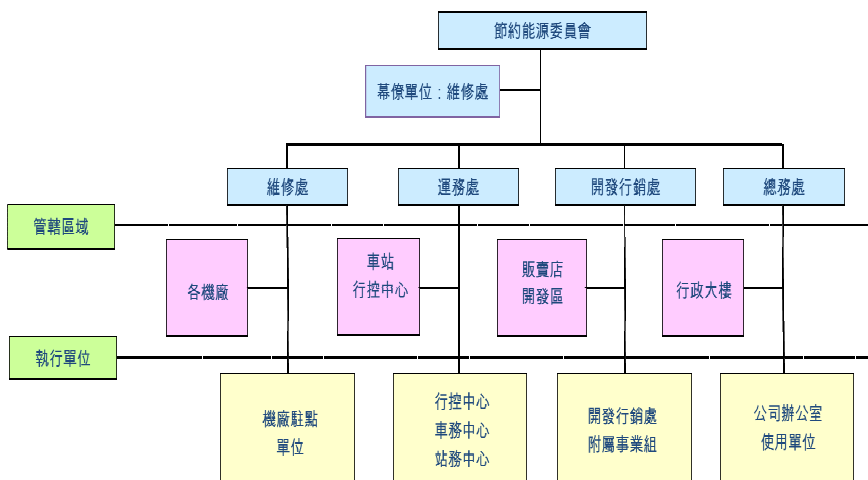 節約能源委員會
幕僚單位：維修處
維修處
運務處
開發行銷處
總務處
管轄區域
各機廠
車站
行控中心
販賣店
開發區
行政大樓
執行單位
機廠駐點
單位
行控中心
車務中心
站務中心
開發行銷處
附屬事業組
公司辦公室
使用單位